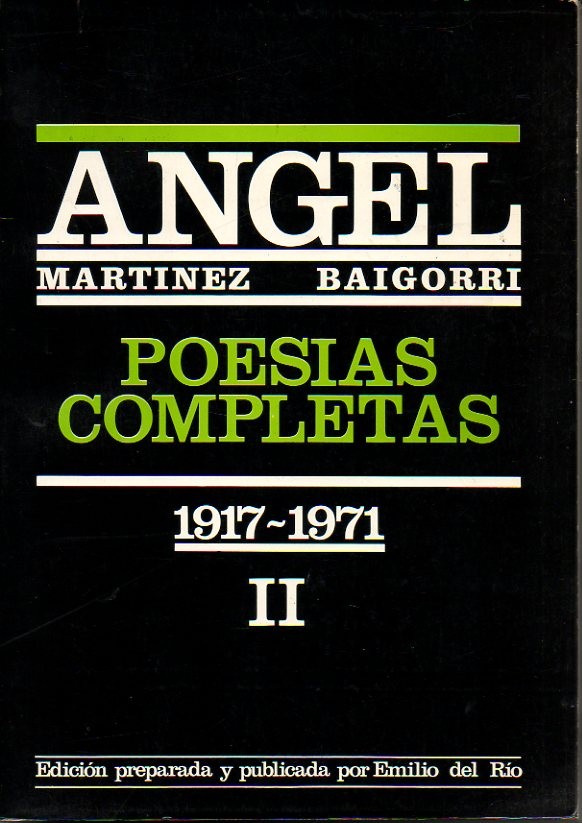 ANGEL
MARTINEZ BAIGORRI
POESIAS
COMPLETAS
1917~1971
II
Edición preparada y publicada por Emilio del Río